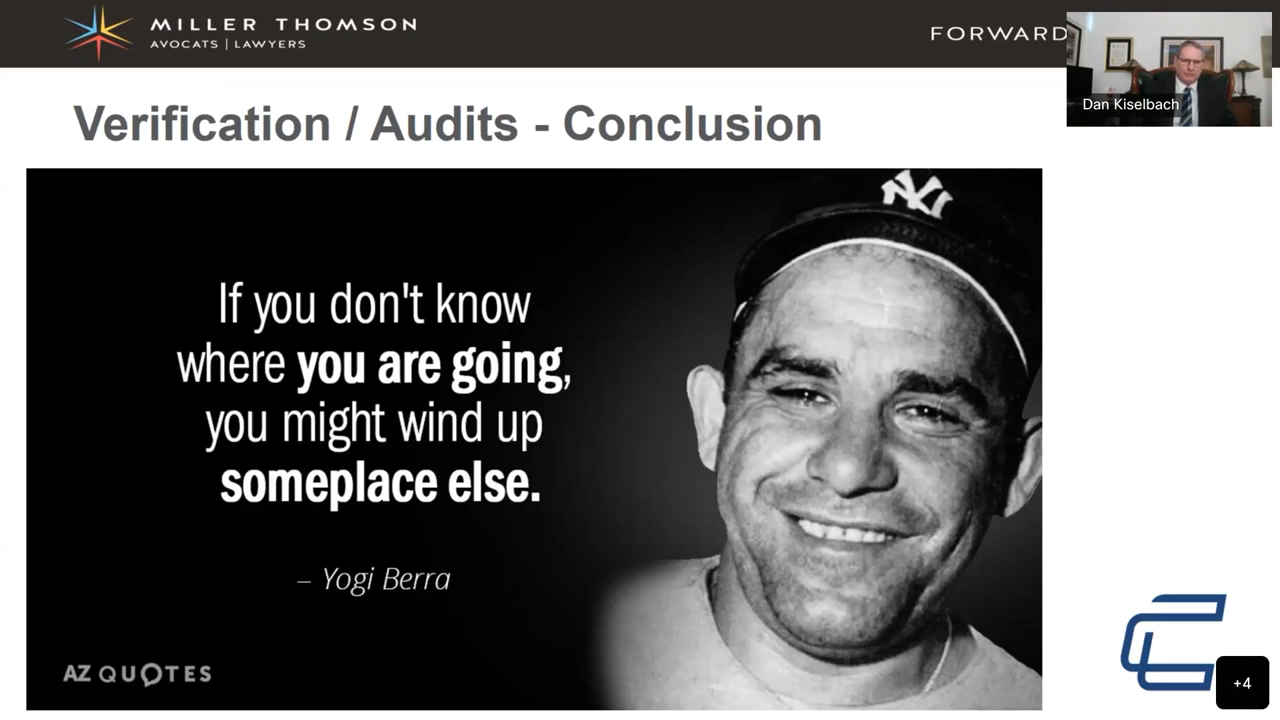 MILLER THOMSON
AVOCATS | LAWYERS
FORWARD
Dan Kiselbach
Verification / Audits - Conclusion
NY
If you don't know
where you are going,
you might wind up
someplace else.
– Yogi Berra
AZ QUOTES
+4